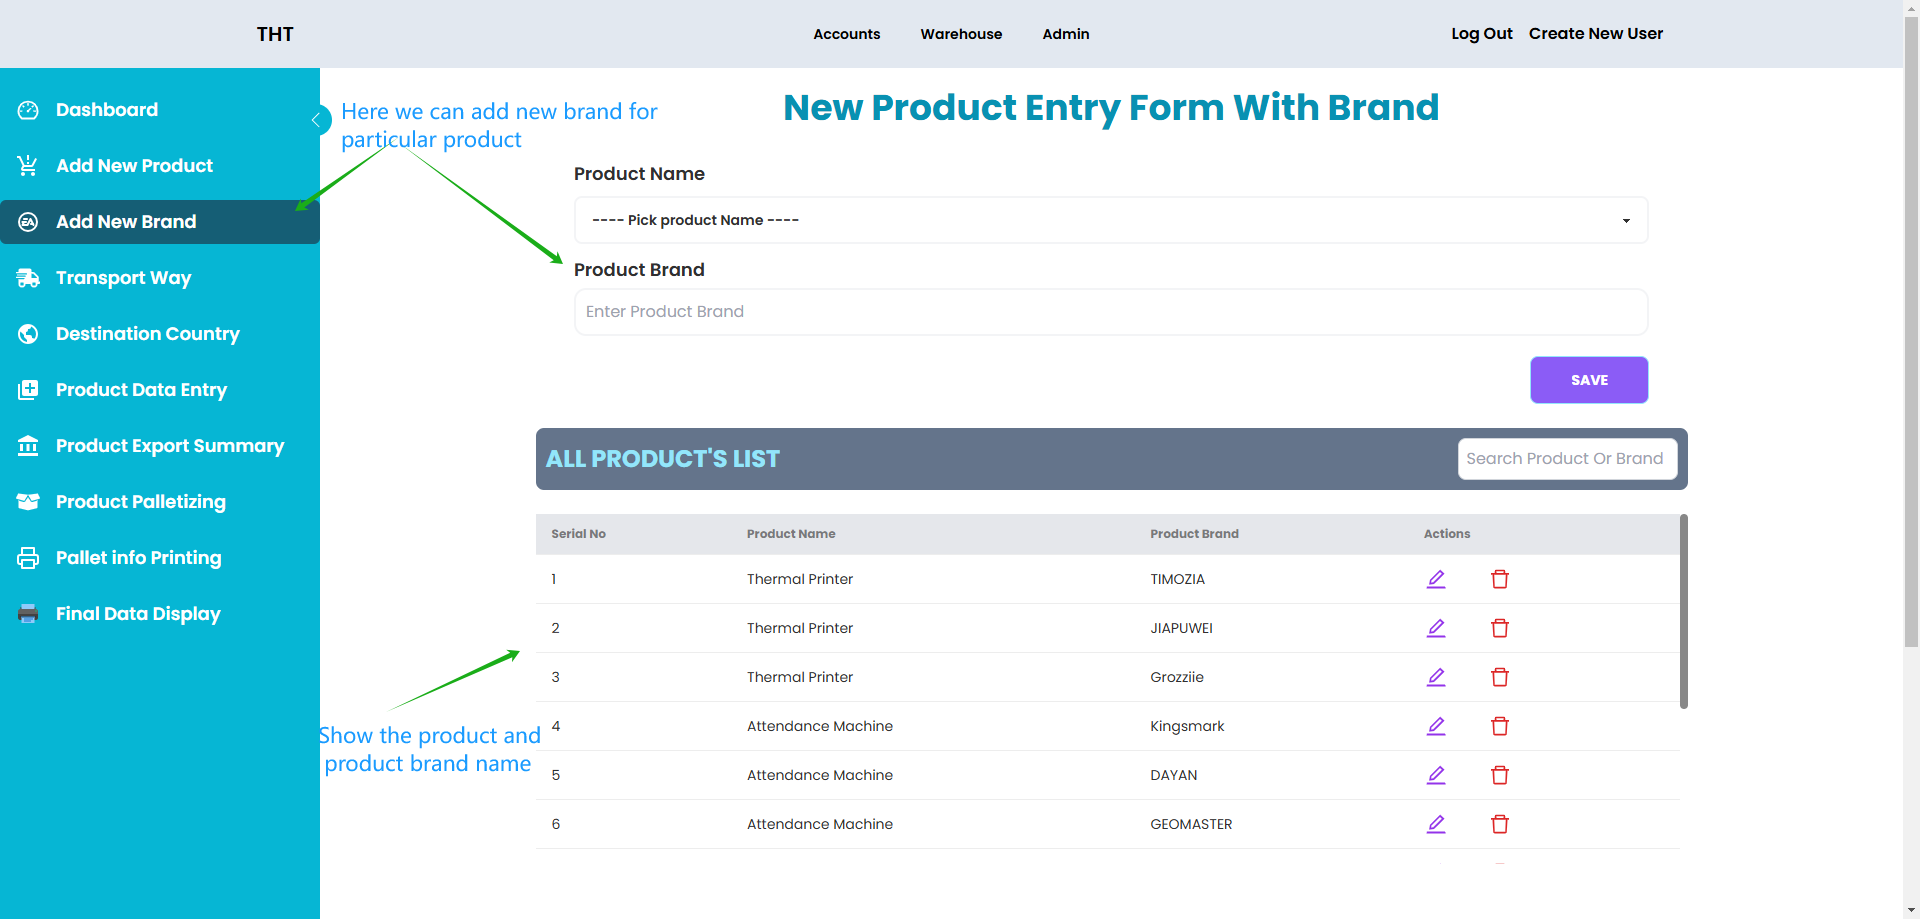 THT
Accounts Warehouse Admin
Log Out Create New User
Dashboard
Add New Product
Add New Brand
Transport Way
Destination Country
Product Data Entry
Product Export Summary
Product Palletizing
Pallet info Printing
Final Data Display
Here we can add new brand for
particular product
New Product Entry Form With Brand
Product Name
---- Pick product Name ----
Product Brand
Enter Product Brand
SAVE
ALL PRODUCT'S LIST
Search Product Or Brand
Serial No Product Name Product Brand Actions
1 Thermal Printer TIMOZIA
2 Thermal Printer JIAPUWEI
3 Thermal Printer Grozziie
4 Attendance Machine Kingsmark
5 Attendance Machine DAYAN
6 Attendance Machine GEOMASTER
Show the product and
product brand name